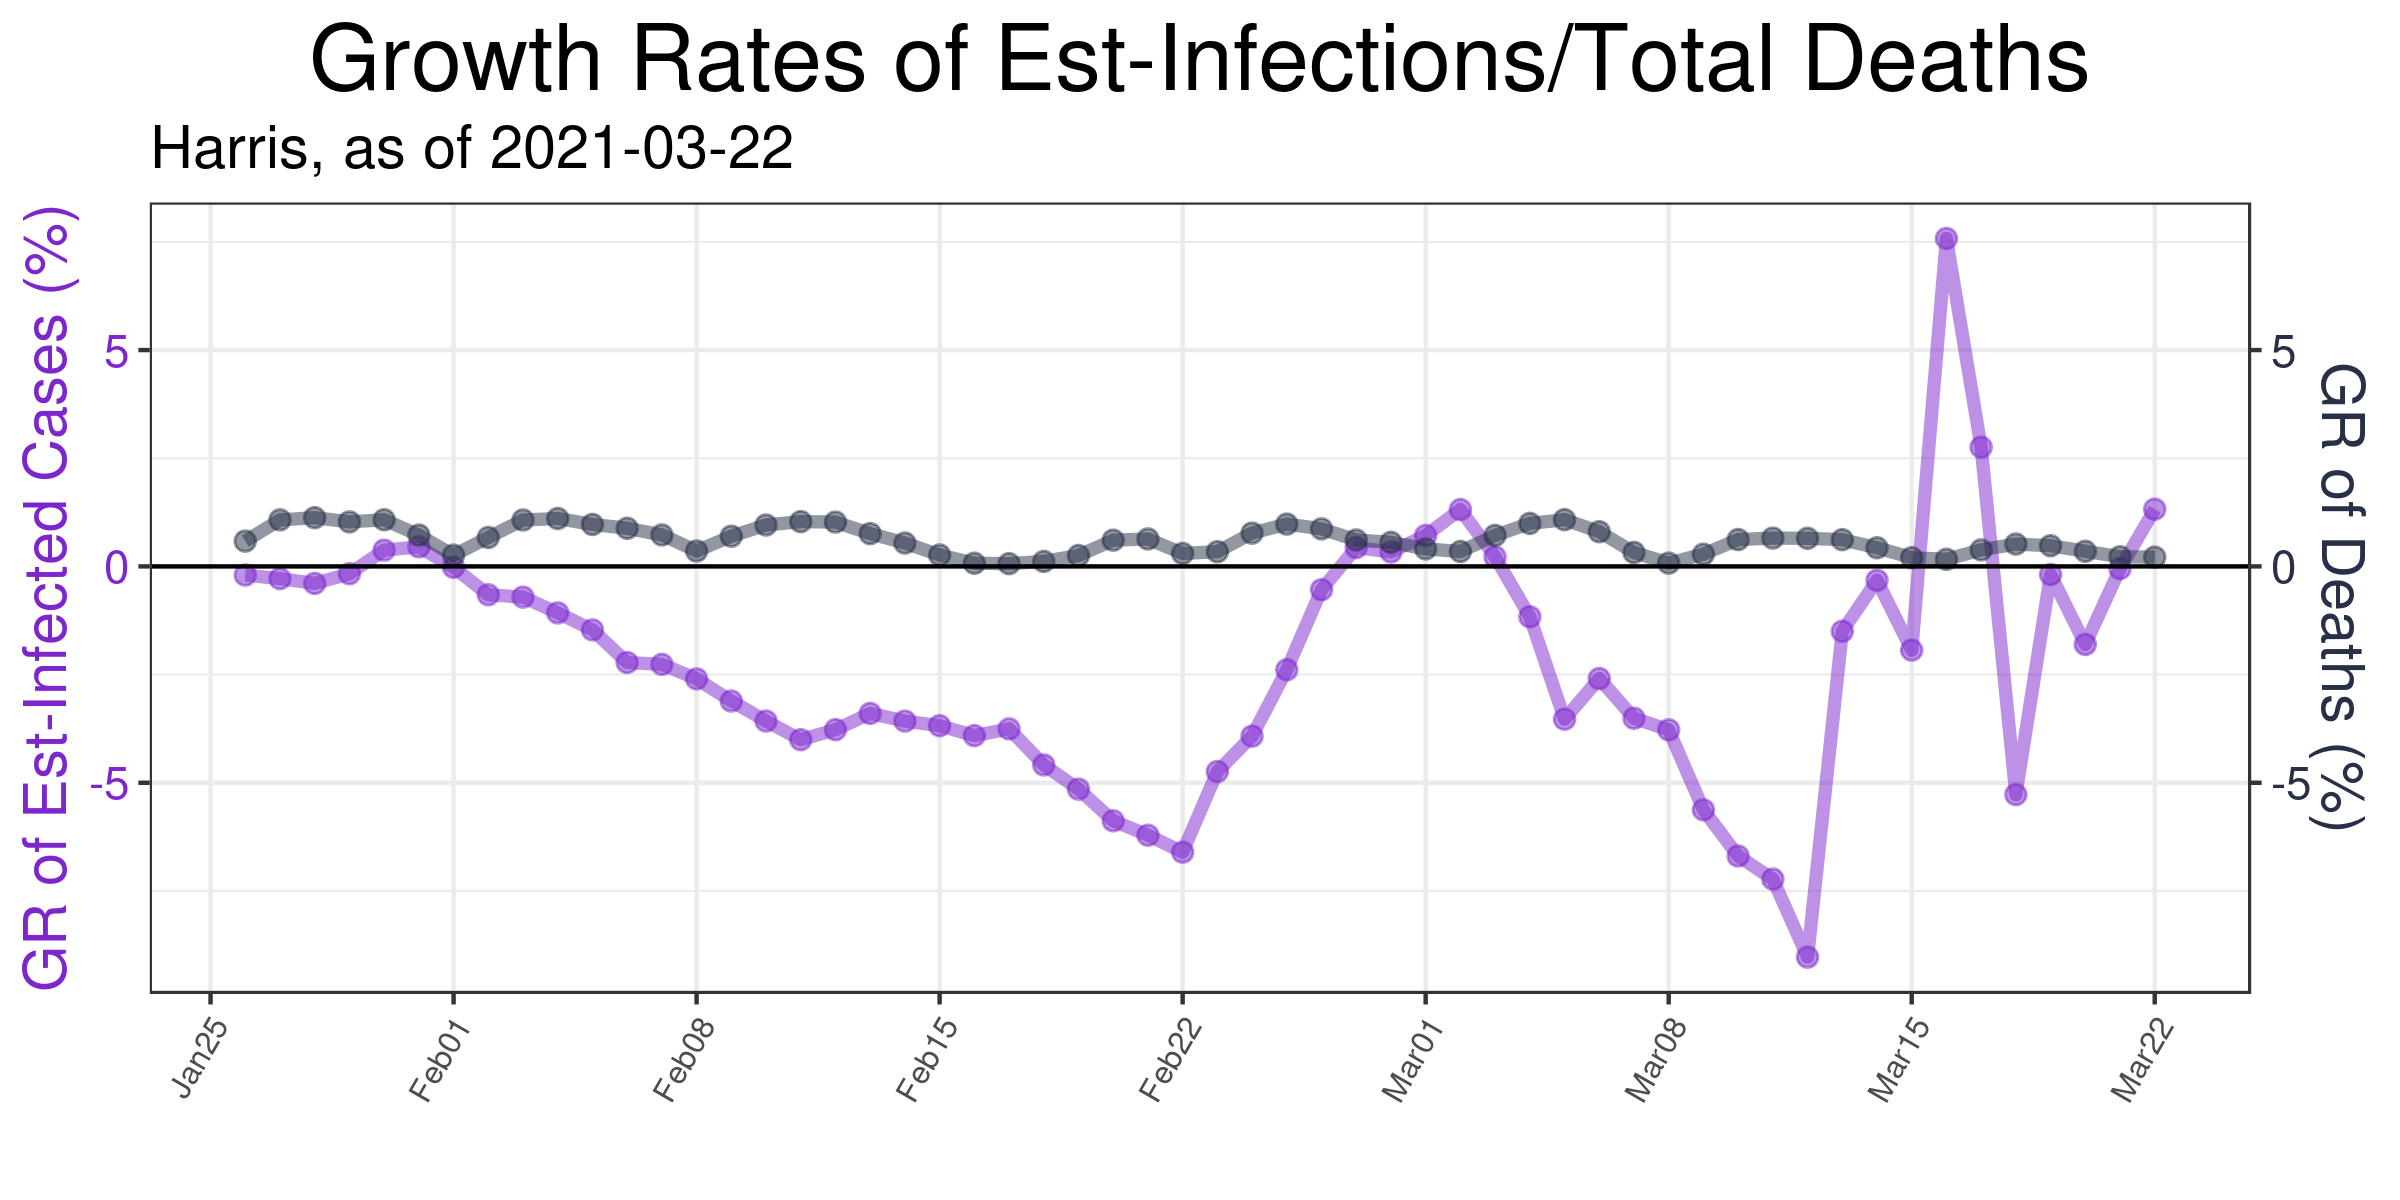 Growth Rates of Est-Infections/Total Deaths
Harris, as of 2021-03-22
GR of Est-Infected Cases (%)
5
0
-5
5
0
-5
GR of Deaths (%)
Jan25
Feb01
Feb08
Feb15
Feb22
Mar01
Mar08
Mar15
Mar22